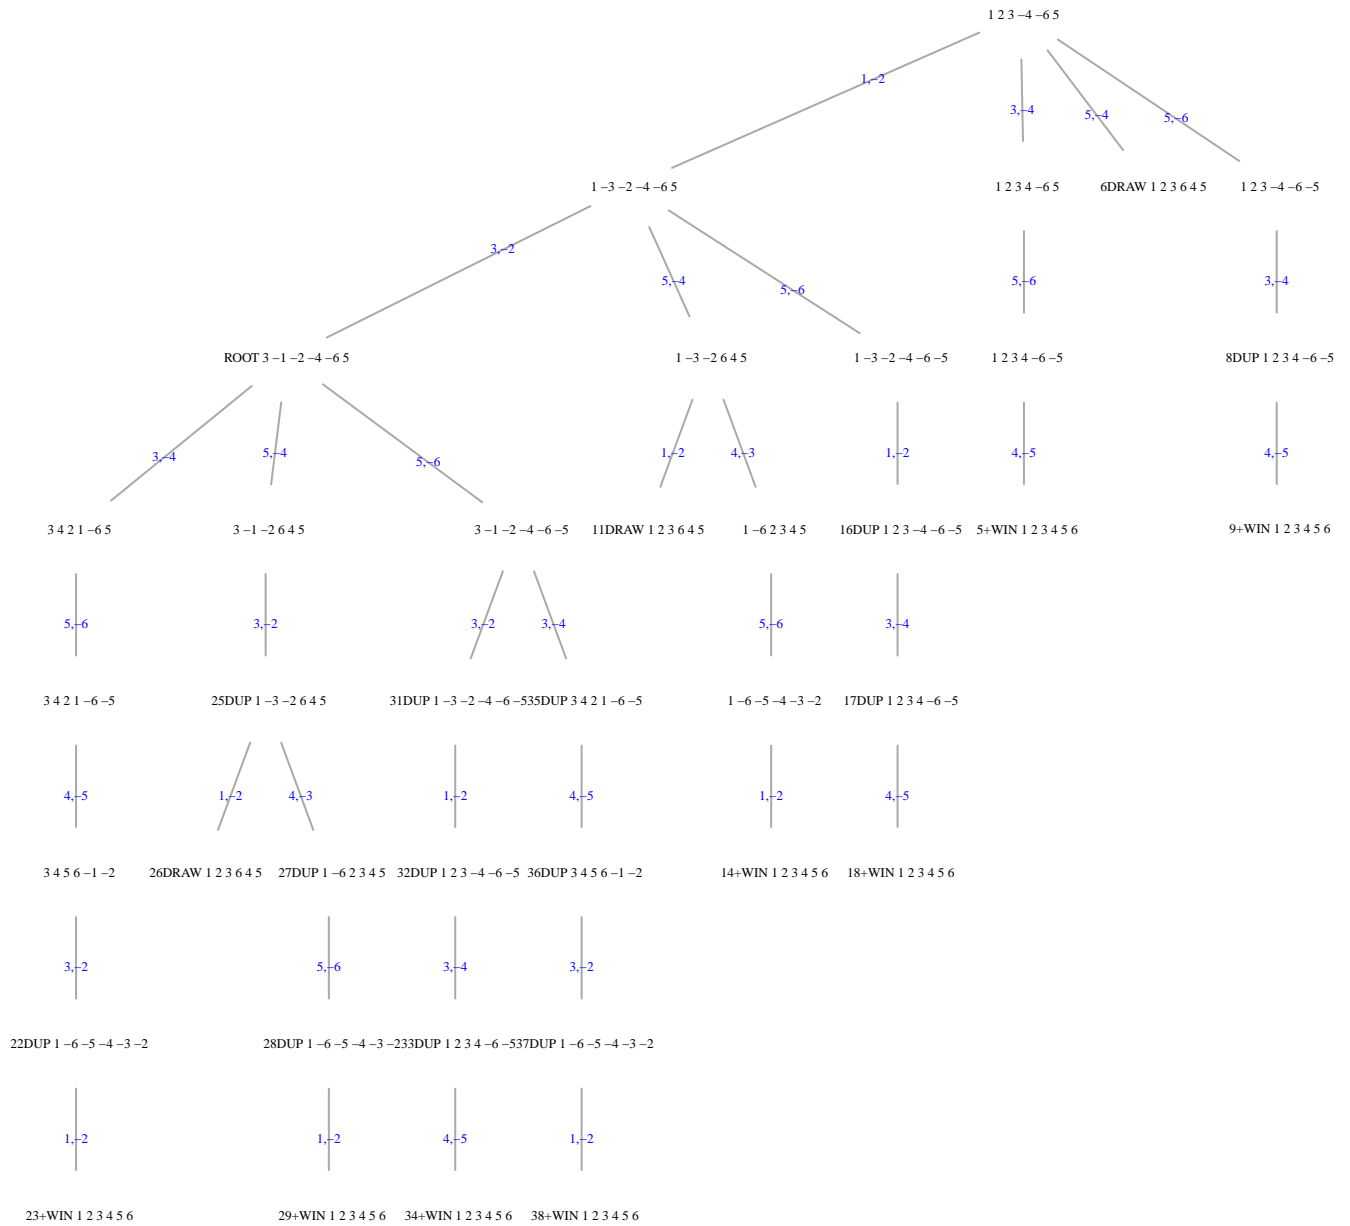 1 2 3 −4 −6 5
1,−2
3,−4
5,−4
5,−6
1 −3 −2 −4 −6 5
1 2 3 4 −6 5
6DRAW 1 2 3 6 4 5
1 2 3 −4 −6 −5
3,−2
5,−4
5,−6
5,−6
3,−4
ROOT 3 −1 −2 −4 −6 5
1 −3 −2 6 4 5
1 −3 −2 −4 −6 −5
1 2 3 4 −6 −5
8DUP 1 2 3 4 −6 −5
3,−4
5,−4
5,−6
1,−2
4,−3
1,−2
4,−5
4,−5
3 4 2 1 −6 5
3 −1 −2 6 4 5
3 −1 −2 −4 −6 −5
11DRAW 1 2 3 6 4 5
1 −6 2 3 4 5
16DUP 1 2 3 −4 −6 −5
5+WIN 1 2 3 4 5 6
9+WIN 1 2 3 4 5 6
5,−6
3,−2
3,−2
3,−4
5,−6
3,−4
3 4 2 1 −6 −5
25DUP 1 −3 −2 6 4 5
31DUP 1 −3 −2 −4 −6 −5
35DUP 3 4 2 1 −6 −5
1 −6 −5 −4 −3 −2
17DUP 1 2 3 4 −6 −5
4,−5
1,−2
4,−3
1,−2
4,−5
1,−2
4,−5
3 4 5 6 −1 −2
26DRAW 1 2 3 6 4 5
27DUP 1 −6 2 3 4 5
32DUP 1 2 3 −4 −6 −5
36DUP 3 4 5 6 −1 −2
14+WIN 1 2 3 4 5 6
18+WIN 1 2 3 4 5 6
3,−2
5,−6
3,−4
3,−2
22DUP 1 −6 −5 −4 −3 −2
28DUP 1 −6 −5 −4 −3 −2
33DUP 1 2 3 4 −6 −5
37DUP 1 −6 −5 −4 −3 −2
1,−2
1,−2
4,−5
1,−2
23+WIN 1 2 3 4 5 6
29+WIN 1 2 3 4 5 6
34+WIN 1 2 3 4 5 6
38+WIN 1 2 3 4 5 6